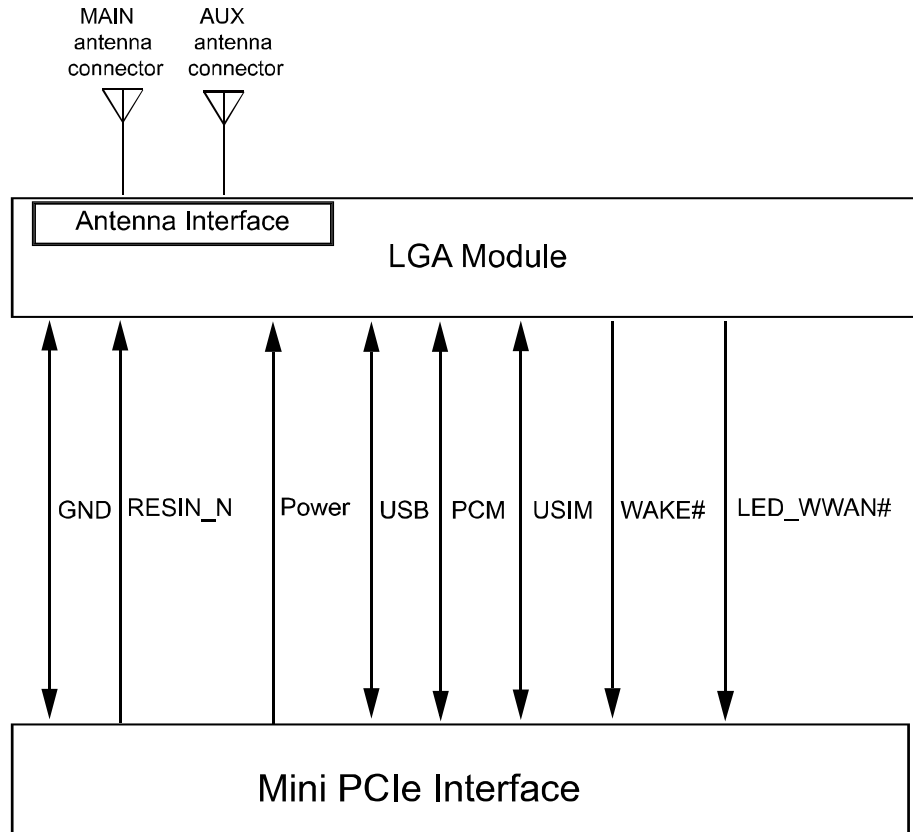 MAIN
antenna
connector
AUX
antenna
connector
Antenna Interface
LGA Module
GND
RESIN_N
Power
USB
PCM
USIM
WAKE#
LED_WWAN#
Mini PCIe Interface